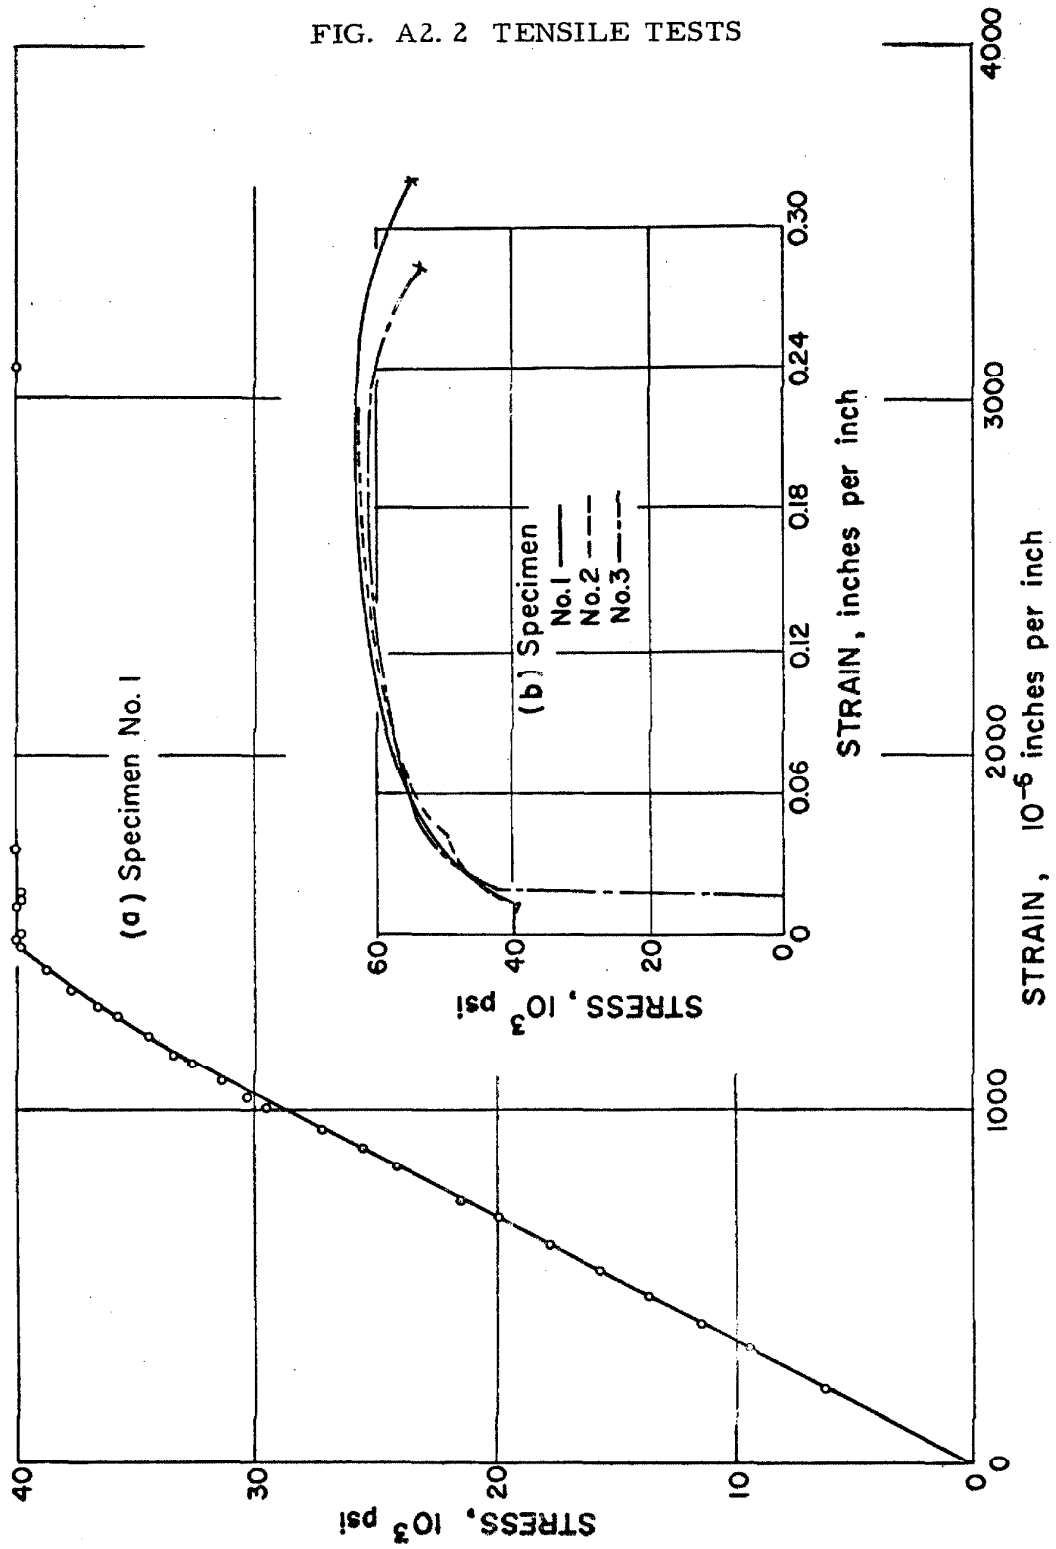 FIG. A2.2 TENSILE TESTS
(a) Specimen No. 1
40
30
20
10
STRESS, 10³ psi
0
1000
2000
3000
4000
STRAIN, 10⁻⁶ inches per inch
(b) Specimen
No. 1
No. 2
No. 3
60
40
20
0
STRESS, 10³ psi
0
0.06
0.12
0.18
0.24
0.30
STRAIN, inches per inch